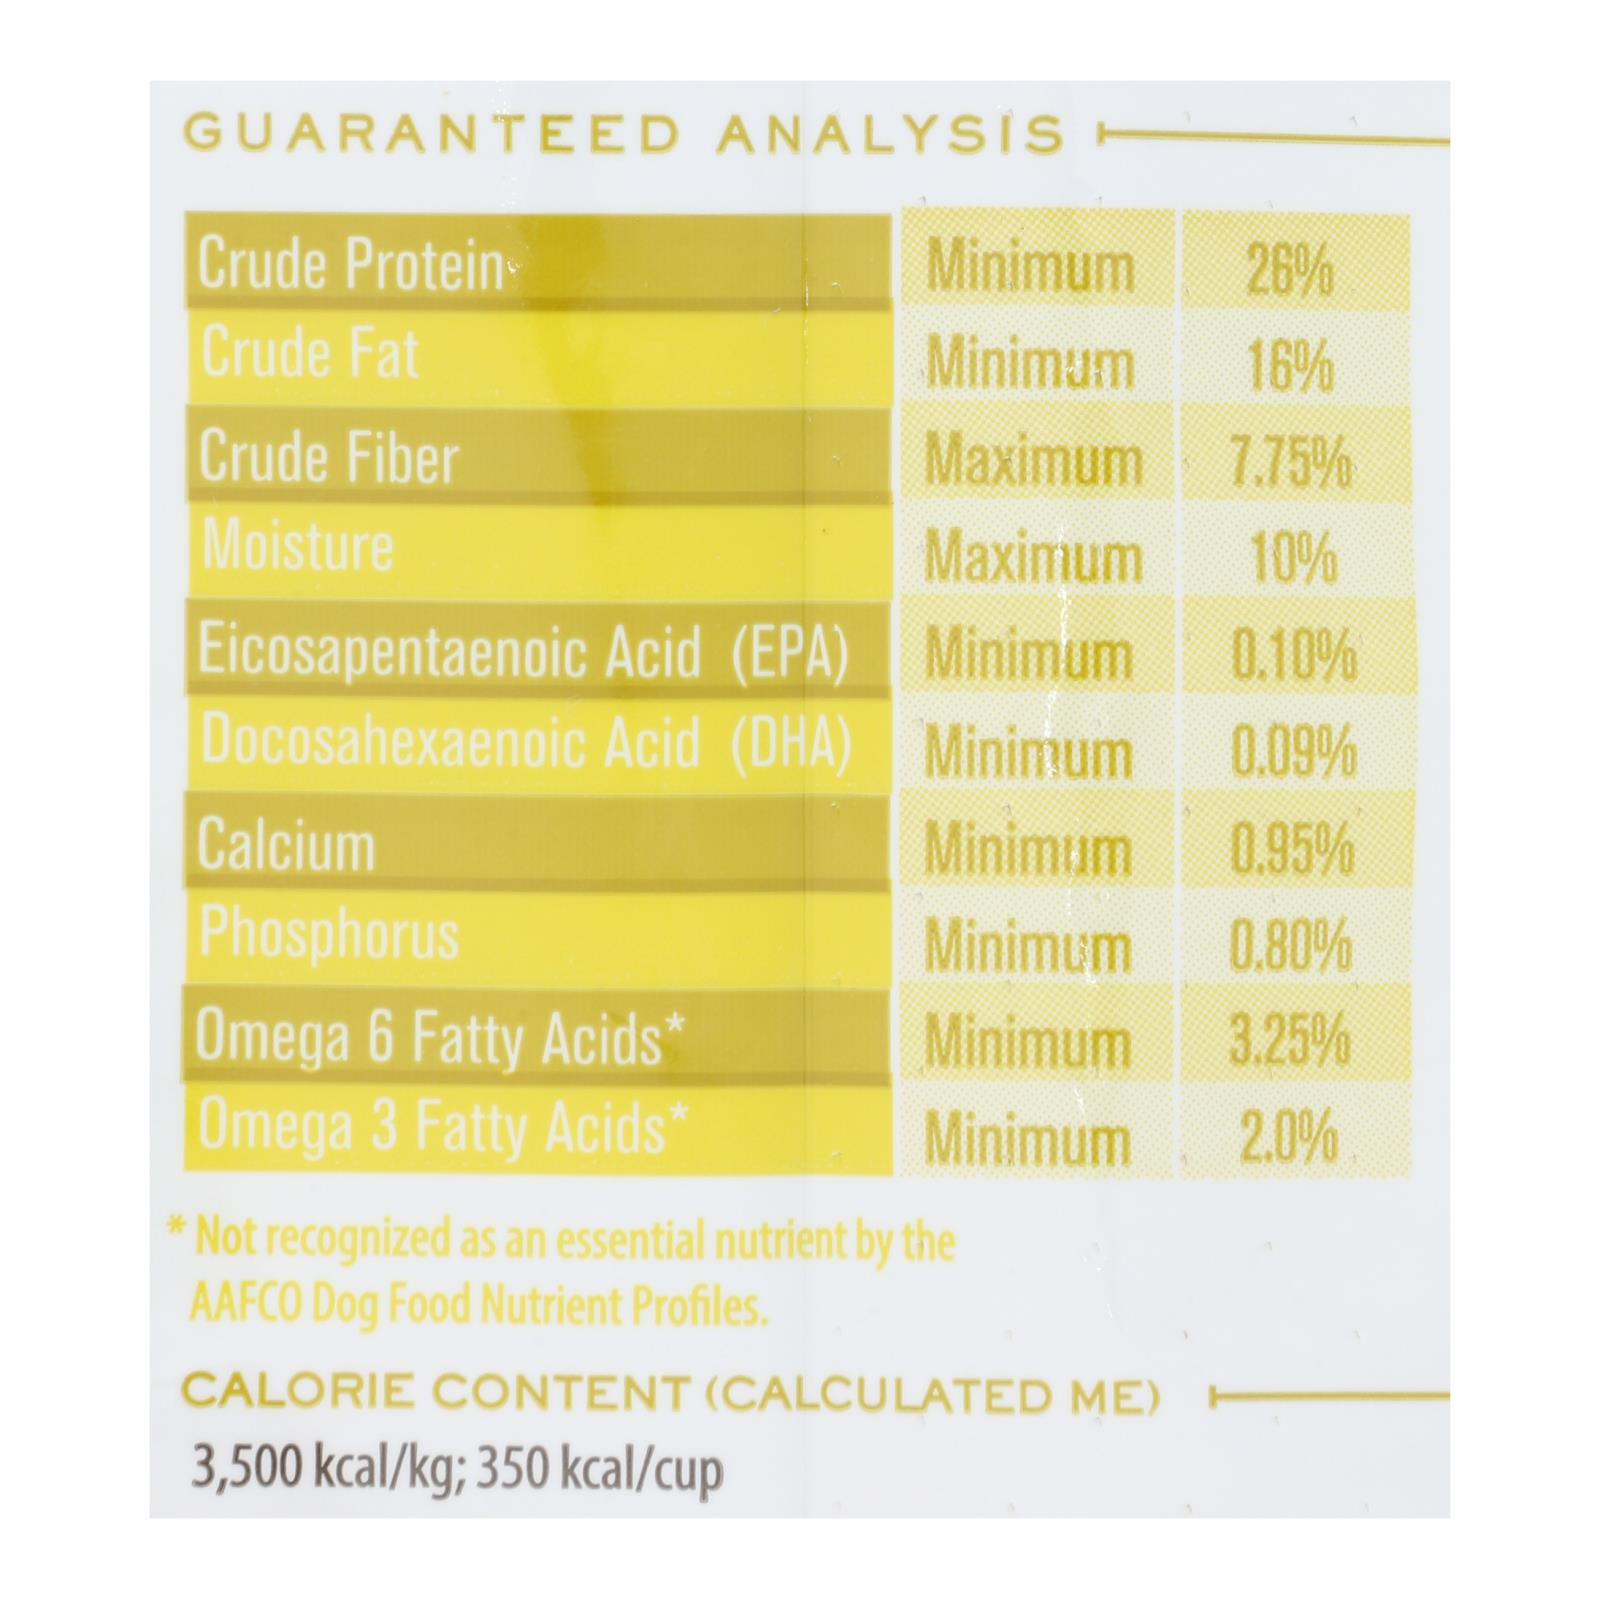 GUARANTEED ANALYSIS
Crude Protein Minimum 26%
Crude Fat Minimum 16%
Crude Fiber Maximum 7.75%
Moisture Maximum 10%
Eicosapentaenoic Acid (EPA) Minimum 0.10%
Docosahexaenoic Acid (DHA) Minimum 0.09%
Calcium Minimum 0.95%
Phosphorus Minimum 0.80%
Omega 6 Fatty Acids* Minimum 3.25%
Omega 3 Fatty Acids* Minimum 2.0%
* Not recognized as an essential nutrient by the
AAFCO Dog Food Nutrient Profiles.
CALORIE CONTENT (CALCULATED ME)
3,500 kcal/kg; 350 kcal/cup